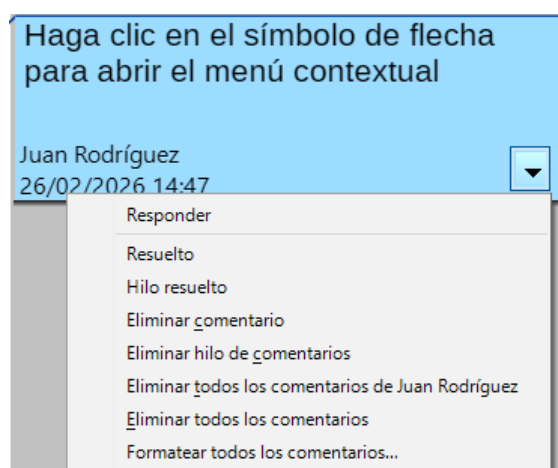 Haga clic en el símbolo de flecha
para abrir el menú contextual
Juan Rodríguez
26/02/2026 14:47
Responder
Resuelto
Hilo resuelto
Eliminar comentario
Eliminar hilo de comentarios
Eliminar todos los comentarios de Juan Rodríguez
Eliminar todos los comentarios
Formatear todos los comentarios...